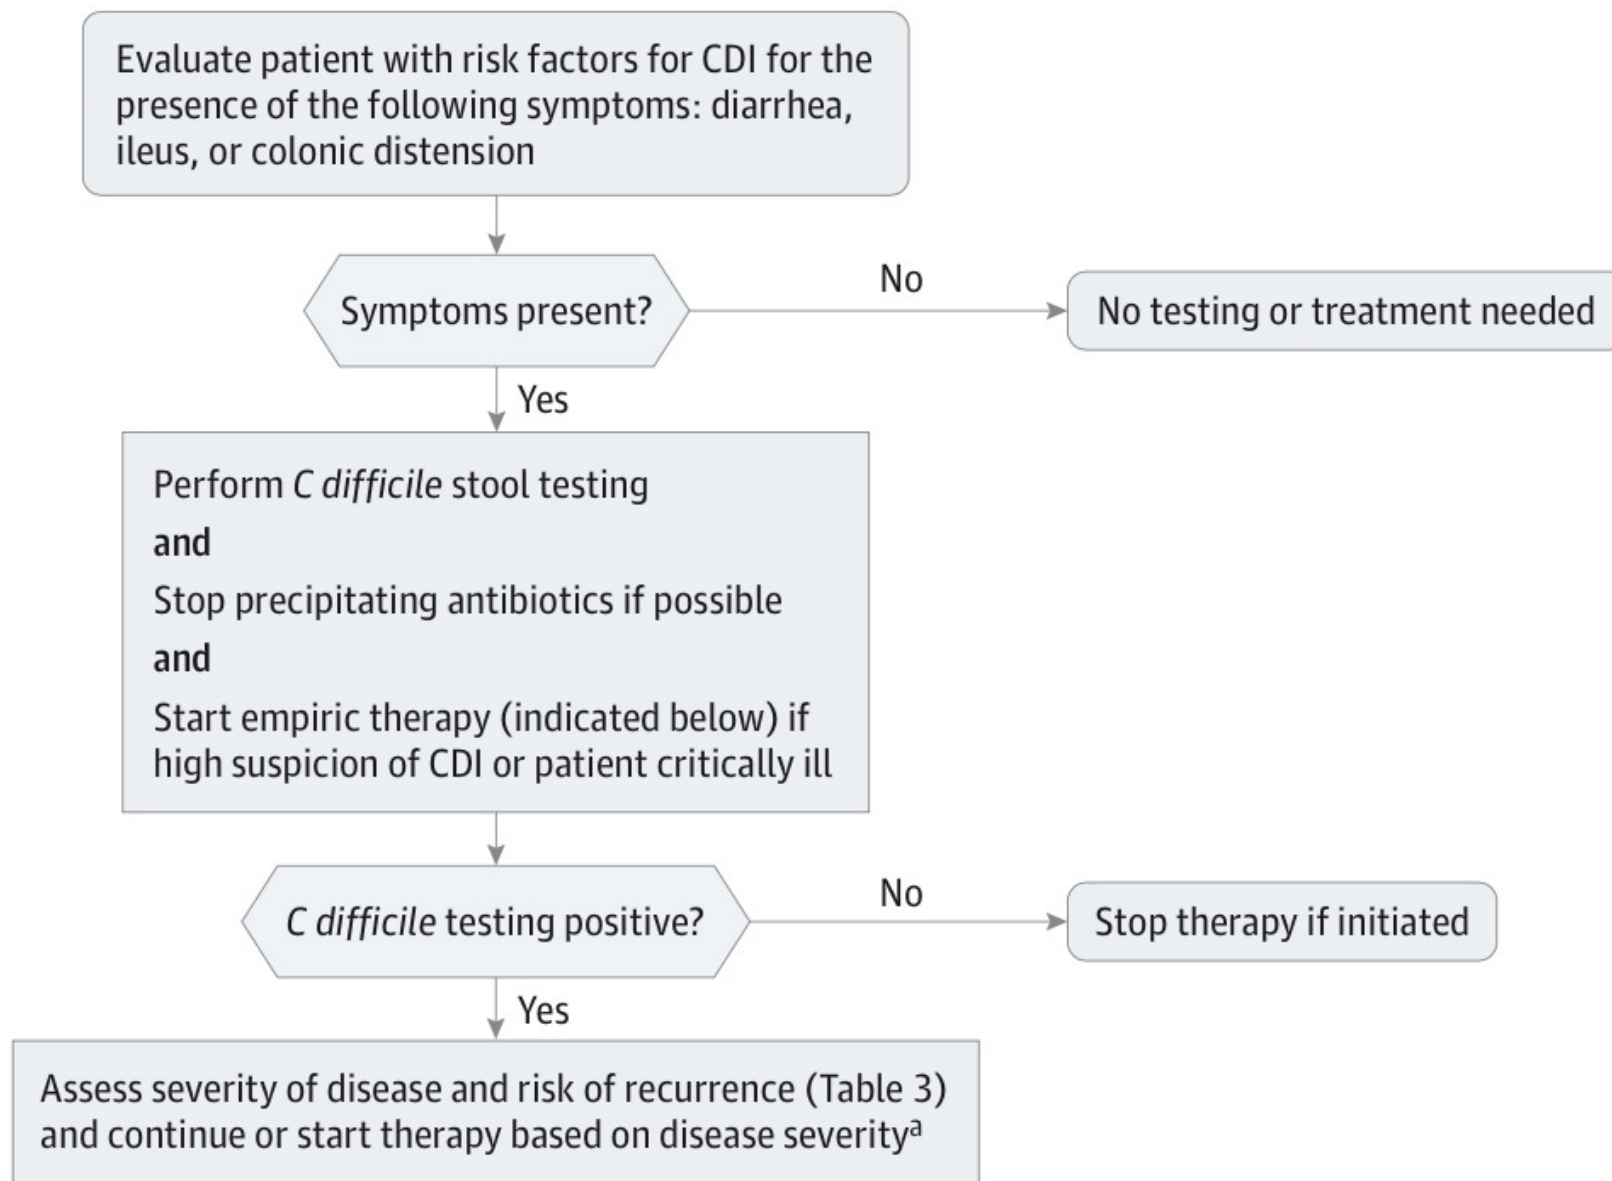 Evaluate patient with risk factors for CDI for the
presence of the following symptoms: diarrhea,
ileus, or colonic distension
Symptoms present?
No
No testing or treatment needed
Yes
Perform C difficile stool testing
and
Stop precipitating antibiotics if possible
and
Start empiric therapy (indicated below) if
high suspicion of CDI or patient critically ill
C difficile testing positive?
No
Stop therapy if initiated
Yes
Assess severity of disease and risk of recurrence (Table 3)
and continue or start therapy based on disease severityᵃ